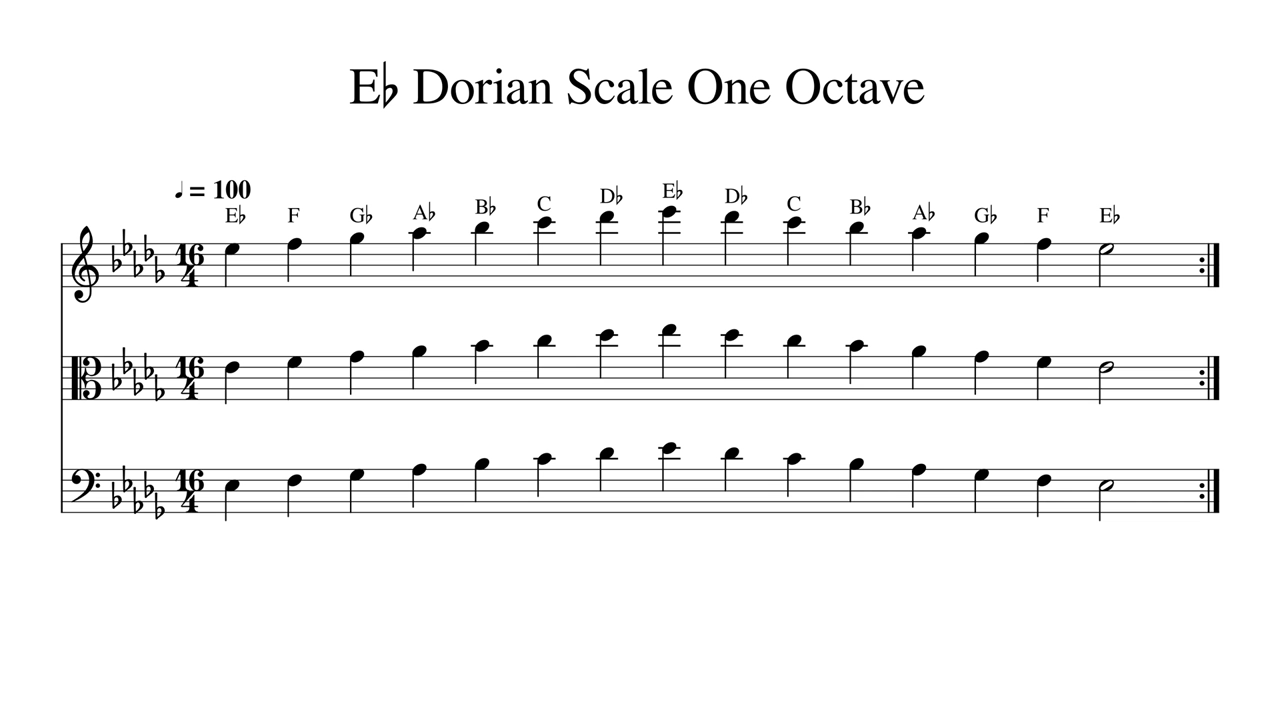 E♭ Dorian Scale One Octave
♩ = 100
E♭ F G♭ A♭ B♭ C D♭ E♭ D♭ C B♭ A♭ G♭ F E♭
16
4
16
4
16
4